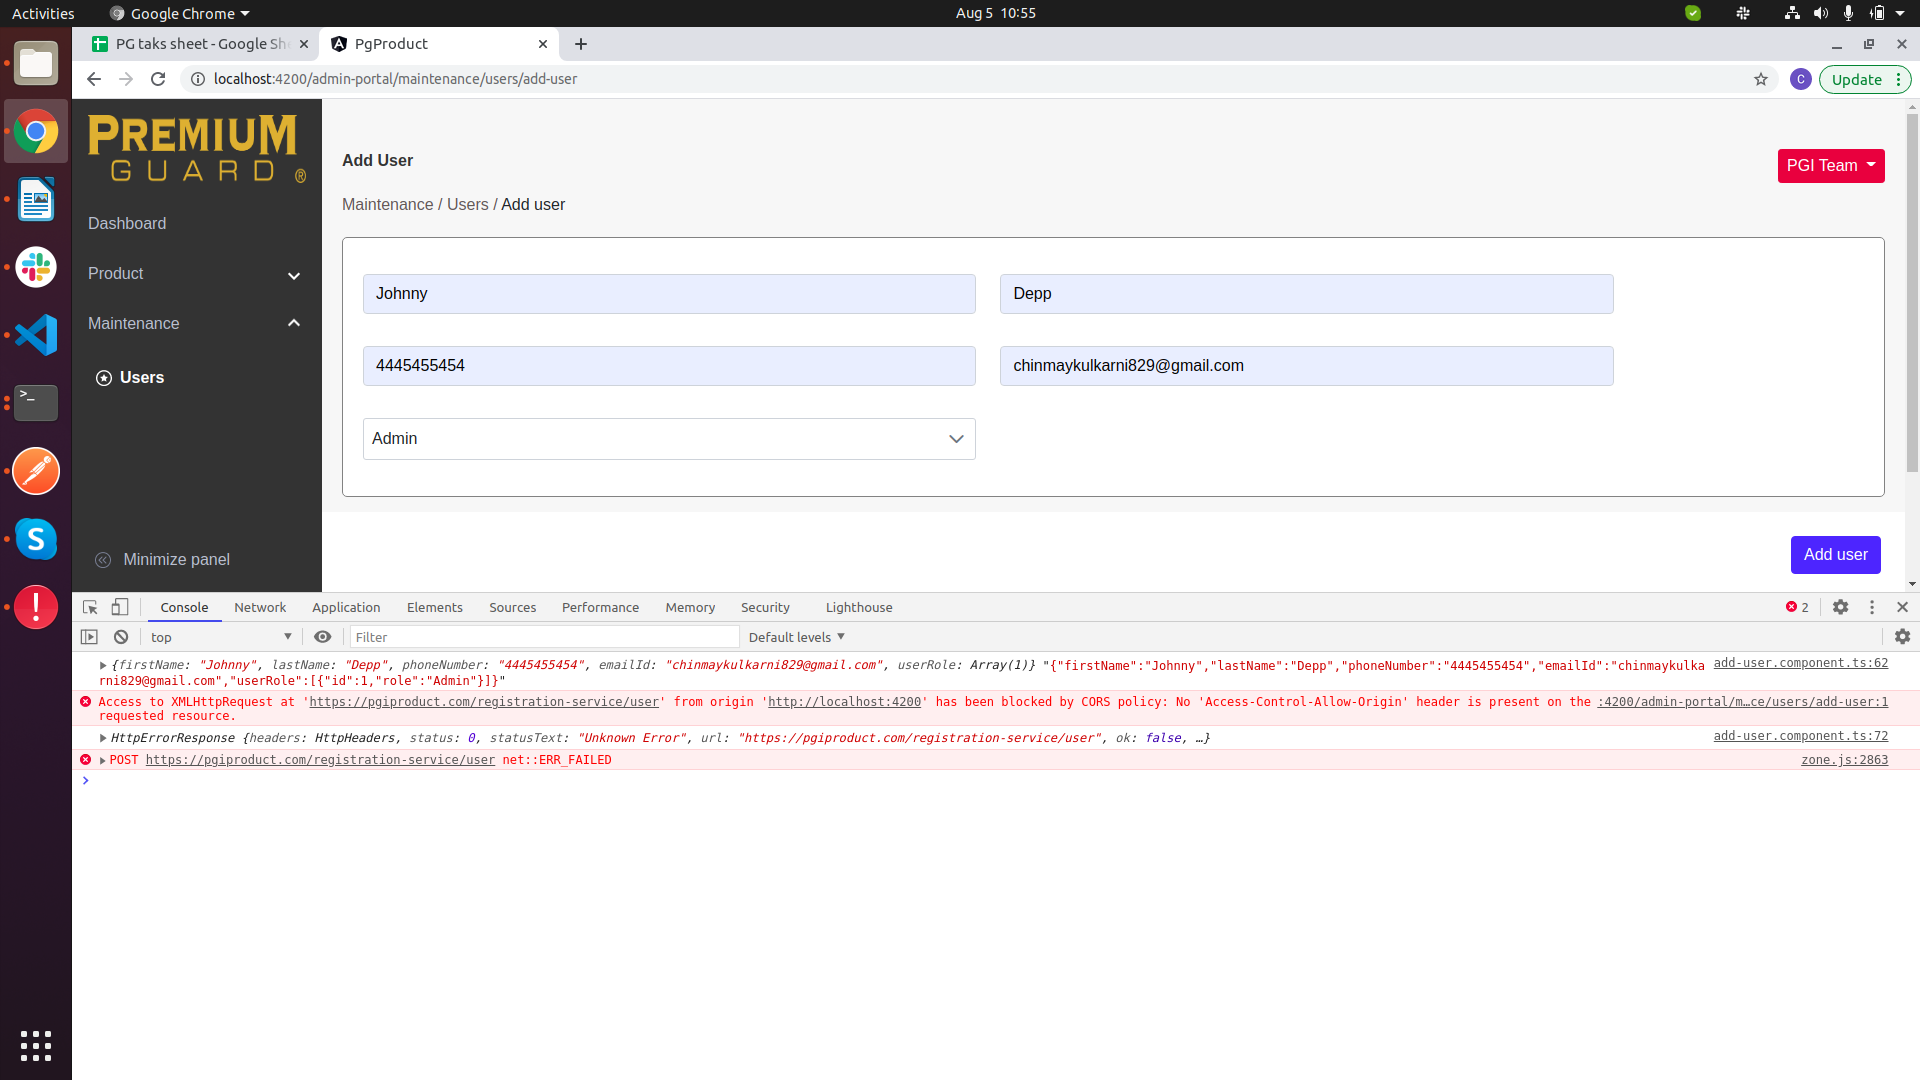 Activities
Google Chrome
Aug 5 10:55
PG taks sheet - Google Sh
PgProduct
localhost:4200/admin-portal/maintenance/users/add-user
C
Update
PREMIUM
GUARD ®
Add User
PGI Team
Maintenance / Users / Add user
Dashboard
Product
Maintenance
Users
Minimize panel
Johnny
Depp
4445455454
chinmaykulkarni829@gmail.com
Admin
Add user
Console Network Application Elements Sources Performance Memory Security Lighthouse
2
top
Filter
Default levels
{firstName: "Johnny", lastName: "Depp", phoneNumber: "4445455454", emailId: "chinmaykulkarni829@gmail.com", userRole: Array(1)} "{"firstName":"Johnny","lastName":"Depp","phoneNumber":"4445455454","emailId":"chinmaykulka
add-user.component.ts:62
rni829@gmail.com","userRole":[{"id":1,"role":"Admin"}]}"
Access to XMLHttpRequest at 'https://pgiproduct.com/registration-service/user' from origin 'http://localhost:4200' has been blocked by CORS policy: No 'Access-Control-Allow-Origin' header is present on the
:4200/admin-portal/m…ce/users/add-user:1
requested resource.
HttpErrorResponse {headers: HttpHeaders, status: 0, statusText: "Unknown Error", url: "https://pgiproduct.com/registration-service/user", ok: false, …}
add-user.component.ts:72
POST https://pgiproduct.com/registration-service/user net::ERR_FAILED
zone.js:2863